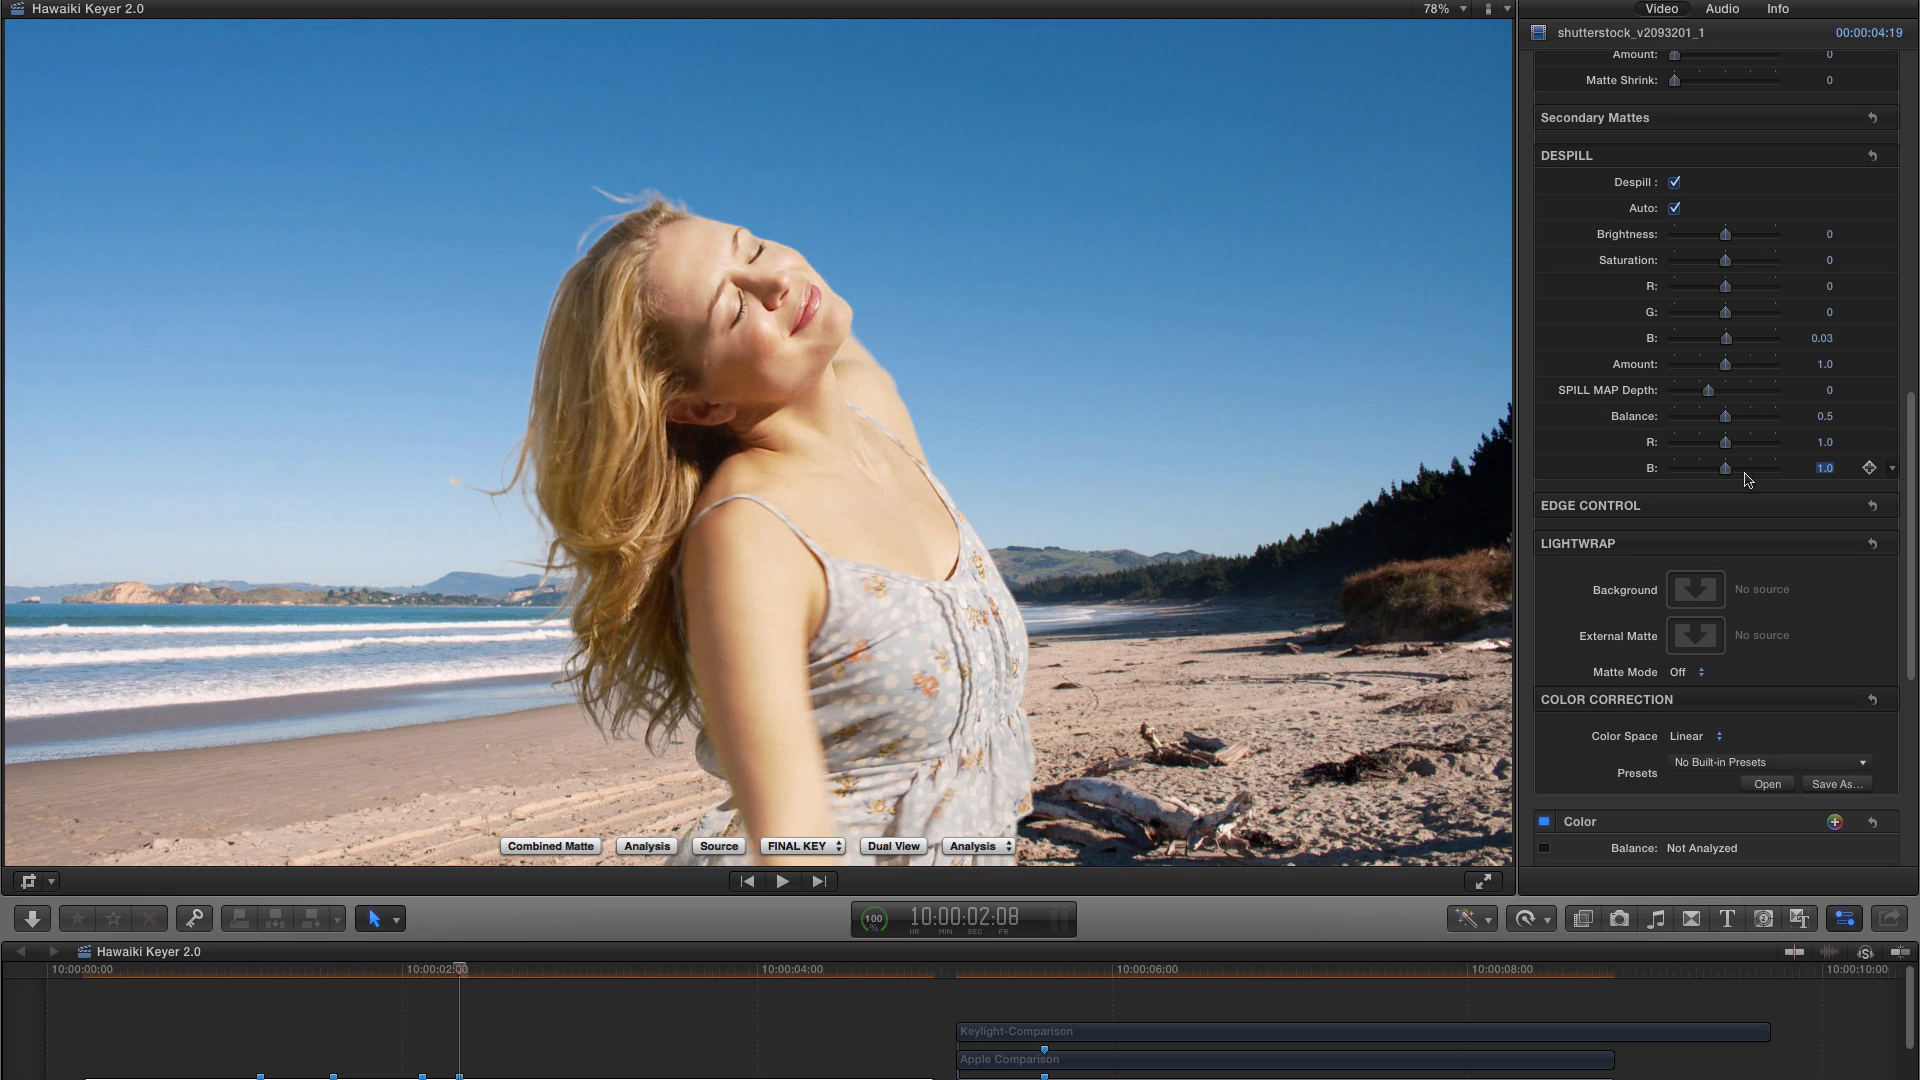 Hawaiki Keyer 2.0
78%
Video Audio Info
shutterstock_v2093201_1 00:00:04:19
Amount: 0
Matte Shrink: 0
Secondary Mattes
DESPILL
Despill :
Auto:
Brightness: 0
Saturation: 0
R: 0
G: 0
B: 0.03
Amount: 1.0
SPILL MAP Depth: 0
Balance: 0.5
R: 1.0
B: 1.0
EDGE CONTROL
LIGHTWRAP
Background No source
External Matte No source
Matte Mode Off
COLOR CORRECTION
Color Space Linear
No Built-in Presets
Presets
Open Save As...
Color
Balance: Not Analyzed
Combined Matte Analysis Source FINAL KEY Dual View Analysis
100 %
10:00:02:08
HR MIN SEC FR
Hawaiki Keyer 2.0
10:00:00:00 10:00:02:00 10:00:04:00 10:00:06:00 10:00:08:00 10:00:10:00
Keylight-Comparison
Apple Comparison